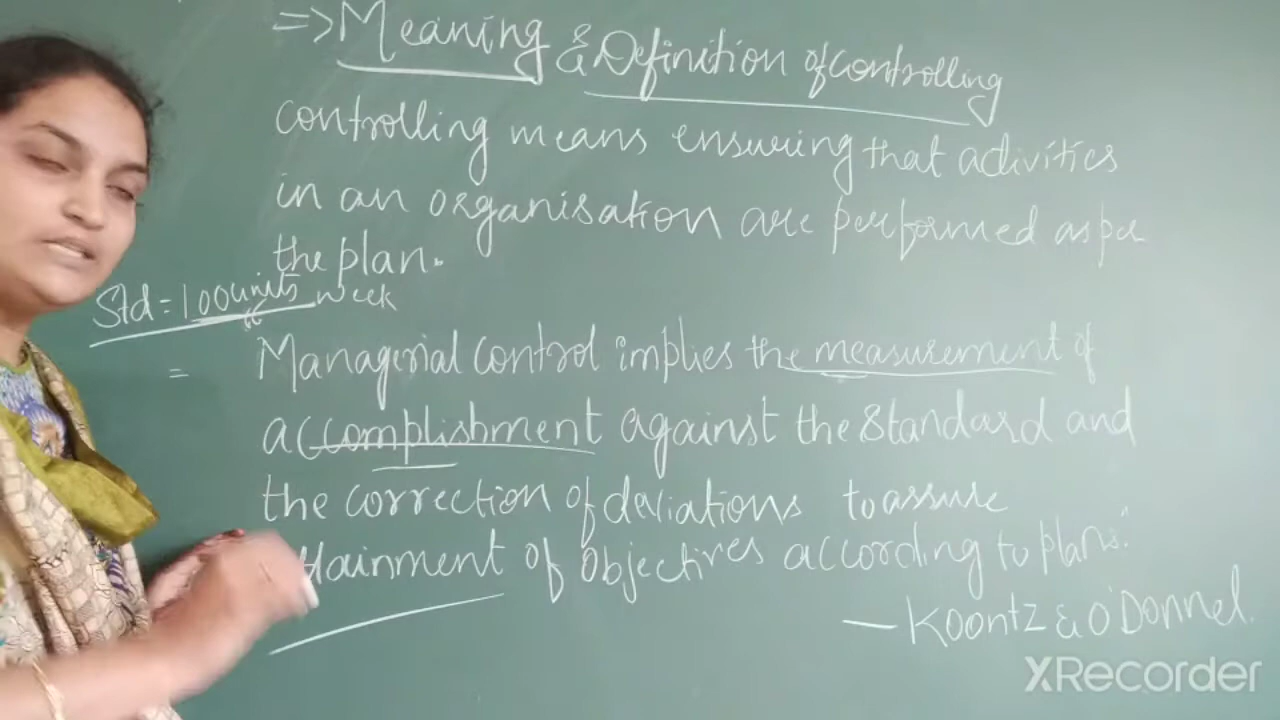 => Meaning & Definition of controlling
controlling means ensuring that activities
in an organisation are performed as per
the plan.
Std = 100 units week
=
"Managerial control implies the measurement of
accomplishment against the standard and
the correction of deviations to assure
attainment of objectives according to plans."
— Koontz & O'Donnel.
XRecorder